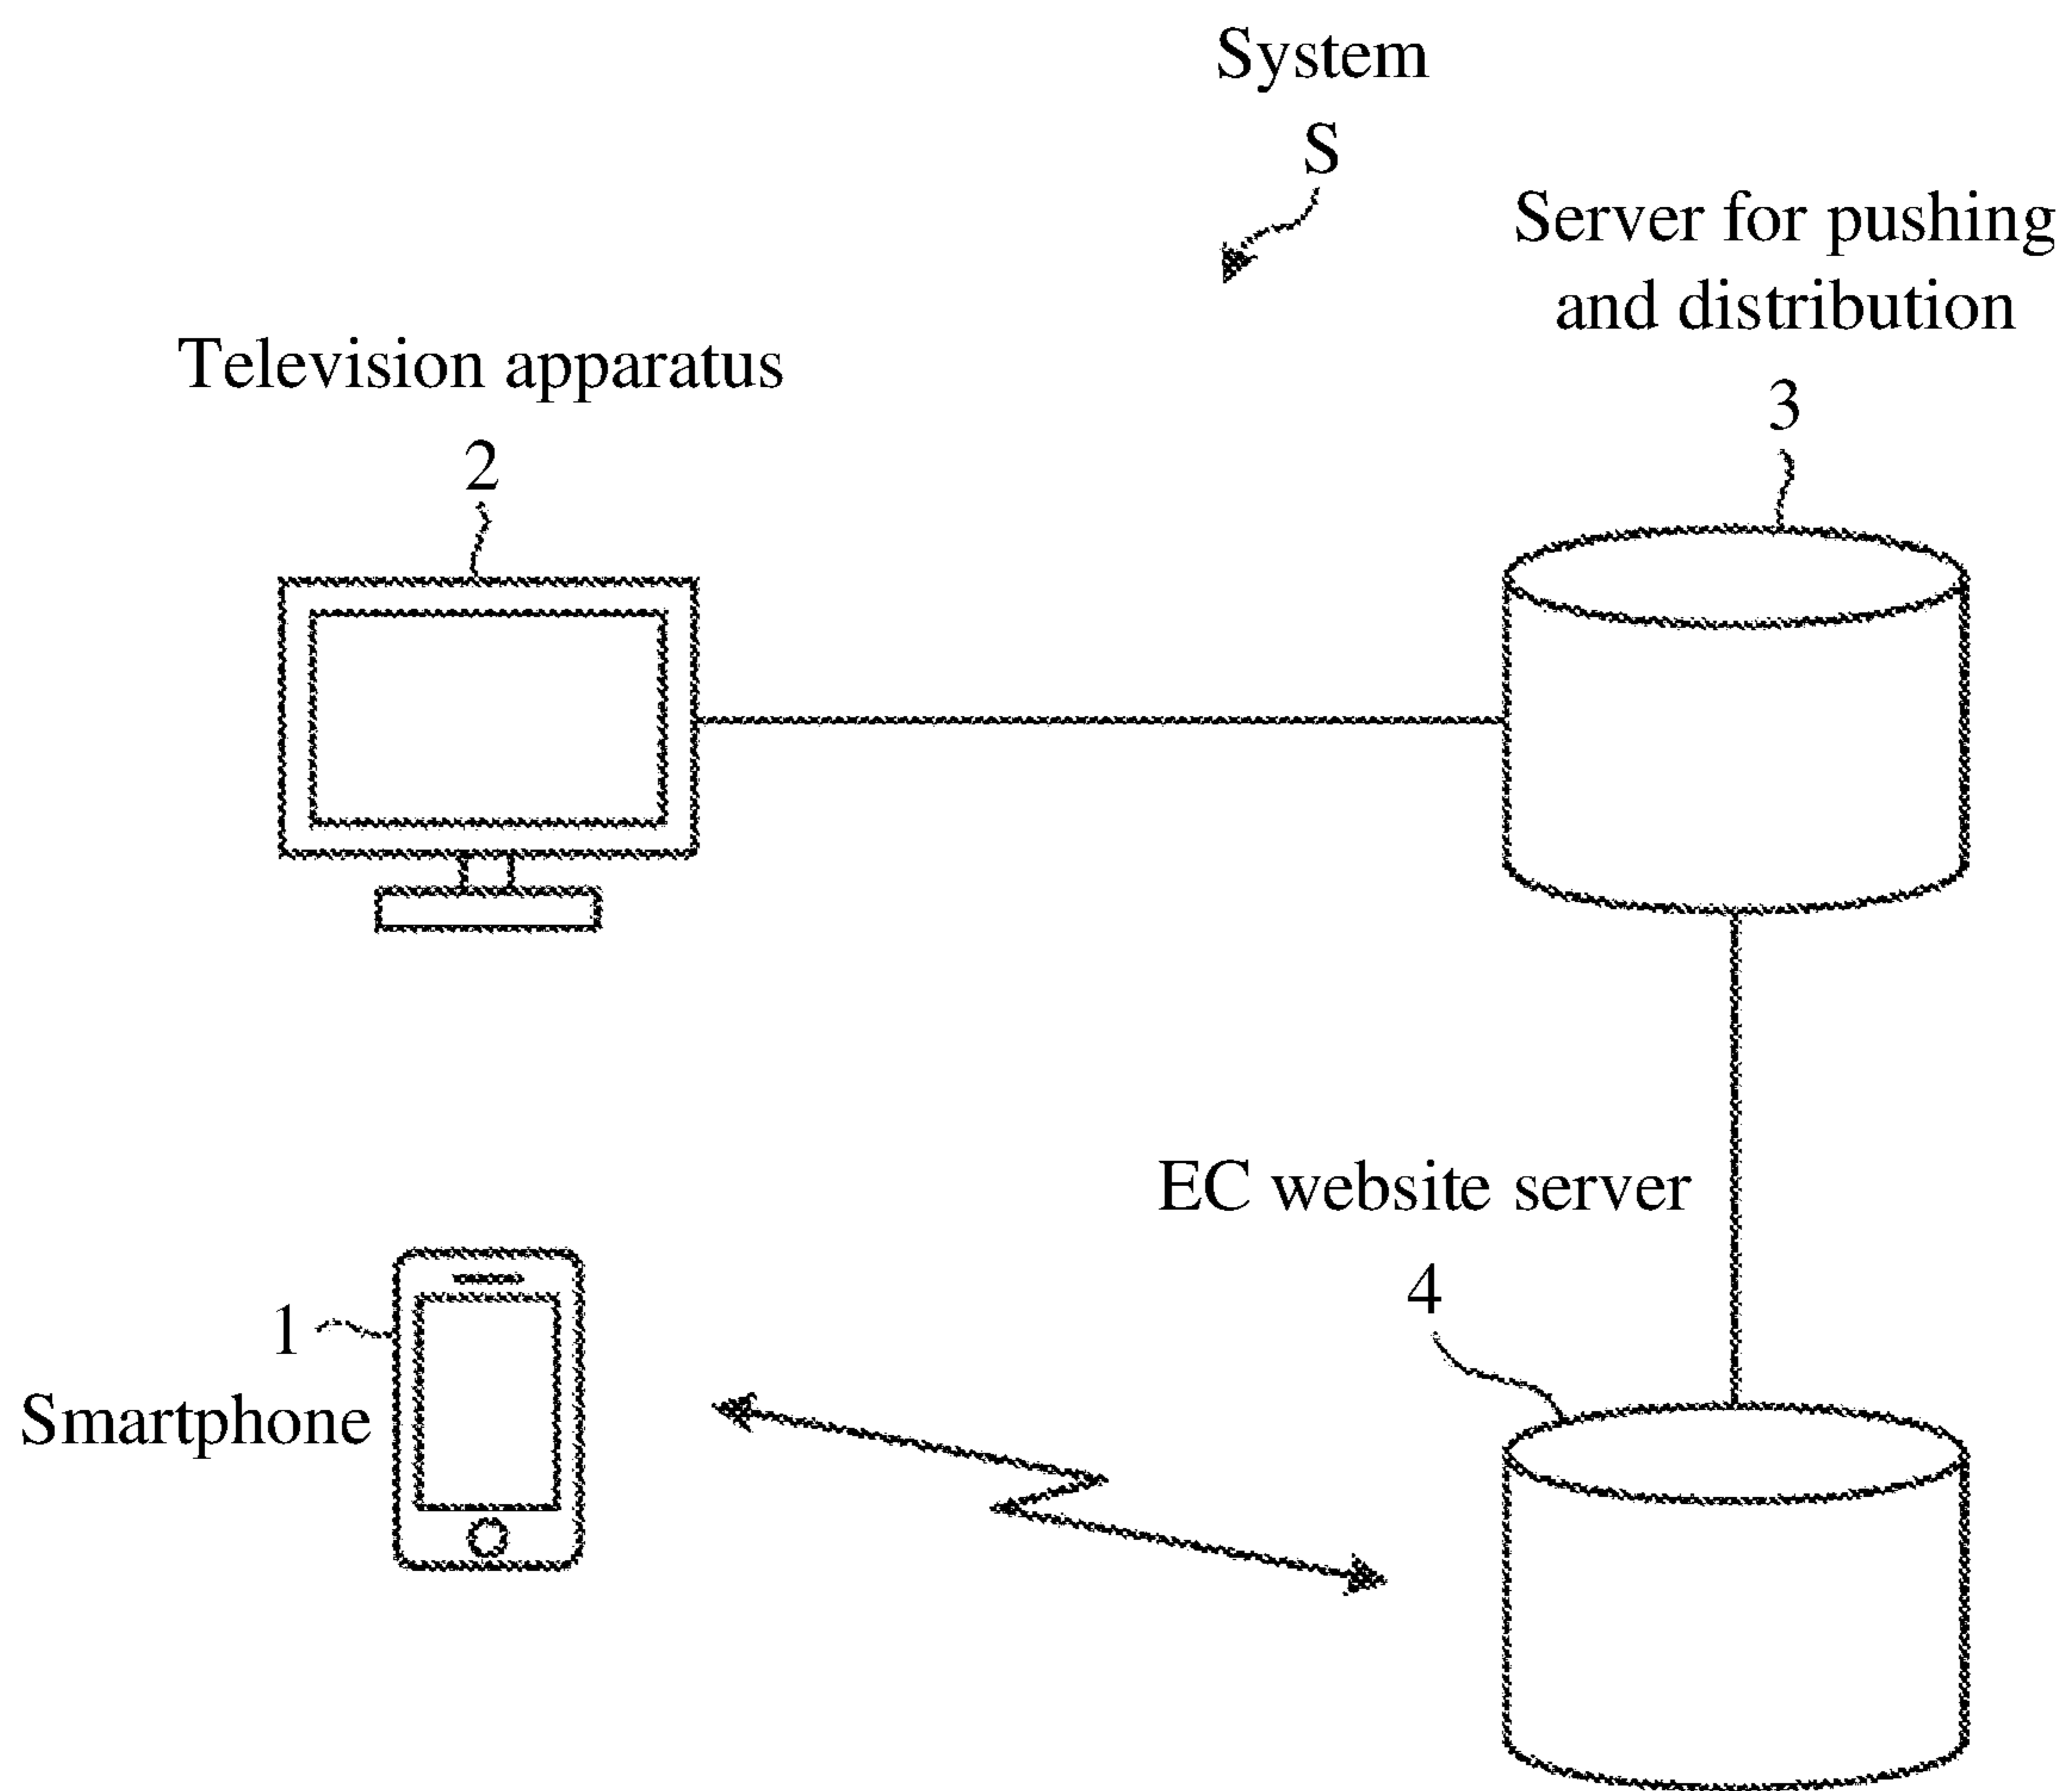 System
S
Server for pushing
and distribution
3
Television apparatus
2
EC website server
4
1
Smartphone